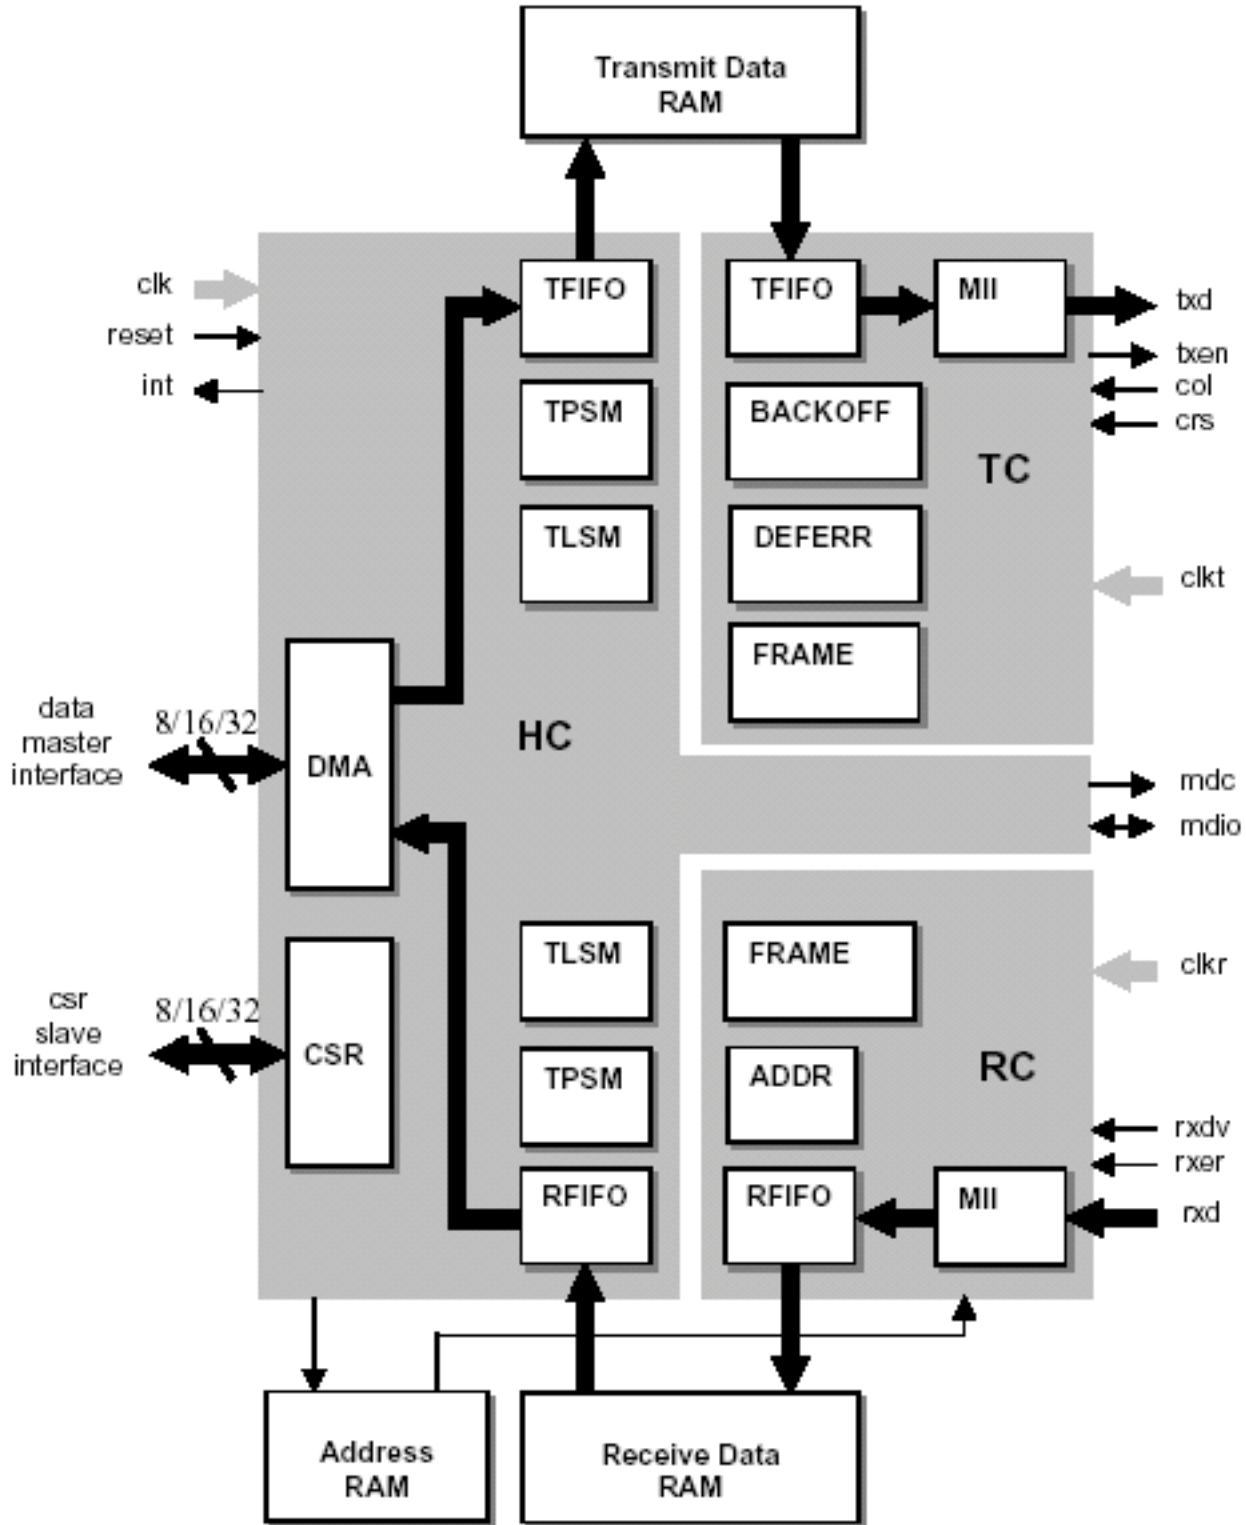 Transmit Data
RAM
clk
reset
int
TFIFO
TPSM
TLSM
TFIFO
MII
BACKOFF
DEFERR
FRAME
TC
txd
txen
col
crs
clkt
data
master
interface
8/16/32
DMA
HC
mdc
mdio
csr
slave
interface
8/16/32
CSR
TLSM
TPSM
RFIFO
FRAME
ADDR
RFIFO
MII
RC
clkr
rxdv
rxer
rxd
Address
RAM
Receive Data
RAM